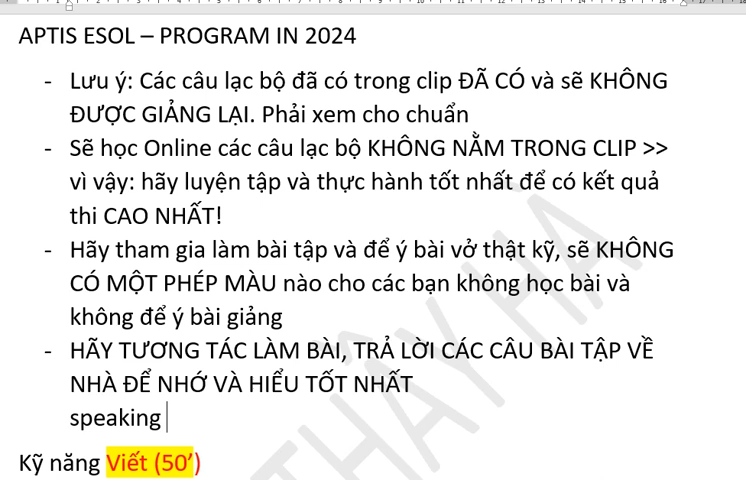 APTIS ESOL – PROGRAM IN 2024
- Lưu ý: Các câu lạc bộ đã có trong clip ĐÃ CÓ và sẽ KHÔNG
ĐƯỢC GIẢNG LẠI. Phải xem cho chuẩn
- Sẽ học Online các câu lạc bộ KHÔNG NẰM TRONG CLIP >>
vì vậy: hãy luyện tập và thực hành tốt nhất để có kết quả
thi CAO NHẤT!
- Hãy tham gia làm bài tập và để ý bài vở thật kỹ, sẽ KHÔNG
CÓ MỘT PHÉP MÀU nào cho các bạn không học bài và
không để ý bài giảng
- HÃY TƯƠNG TÁC LÀM BÀI, TRẢ LỜI CÁC CÂU BÀI TẬP VỀ
NHÀ ĐỂ NHỚ VÀ HIỂU TỐT NHẤT
speaking
Kỹ năng Viết (50’)
THẦY HÀ